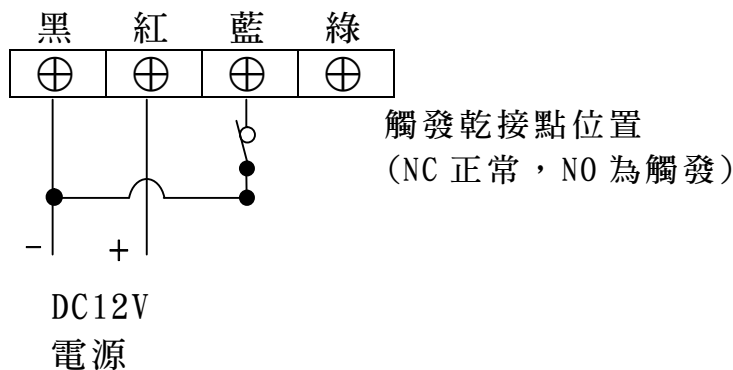 黑 紅 藍 綠
觸發乾接點位置
(NC 正常，NO 為觸發)
- +
DC12V
電源